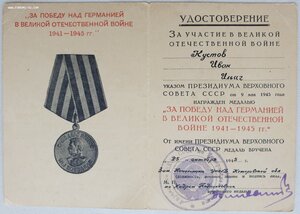 "ЗА ПОБЕДУ НАД ГЕРМАНИЕЙ
В ВЕЛИКОЙ ОТЕЧЕСТВЕННОЙ ВОЙНЕ
1941—1945 гг."
УДОСТОВЕРЕНИЕ
ЗА УЧАСТИЕ В ВЕЛИКОЙ
ОТЕЧЕСТВЕННОЙ ВОЙНЕ
Кустов
Иван
Ильич
УКАЗОМ ПРЕЗИДИУМА ВЕРХОВНОГО
СОВЕТА СССР от 9 мая 1945 года
НАГРАЖДЕН МЕДАЛЬЮ
"ЗА ПОБЕДУ НАД ГЕРМАНИЕЙ
В ВЕЛИКОЙ ОТЕЧЕСТВЕННОЙ
ВОЙНЕ 1941—1945 гг."
ОТ ИМЕНИ ПРЕЗИДИУМА ВЕРХОВНОГО
СОВЕТА СССР МЕДАЛЬ ВРУЧЕНА
октября